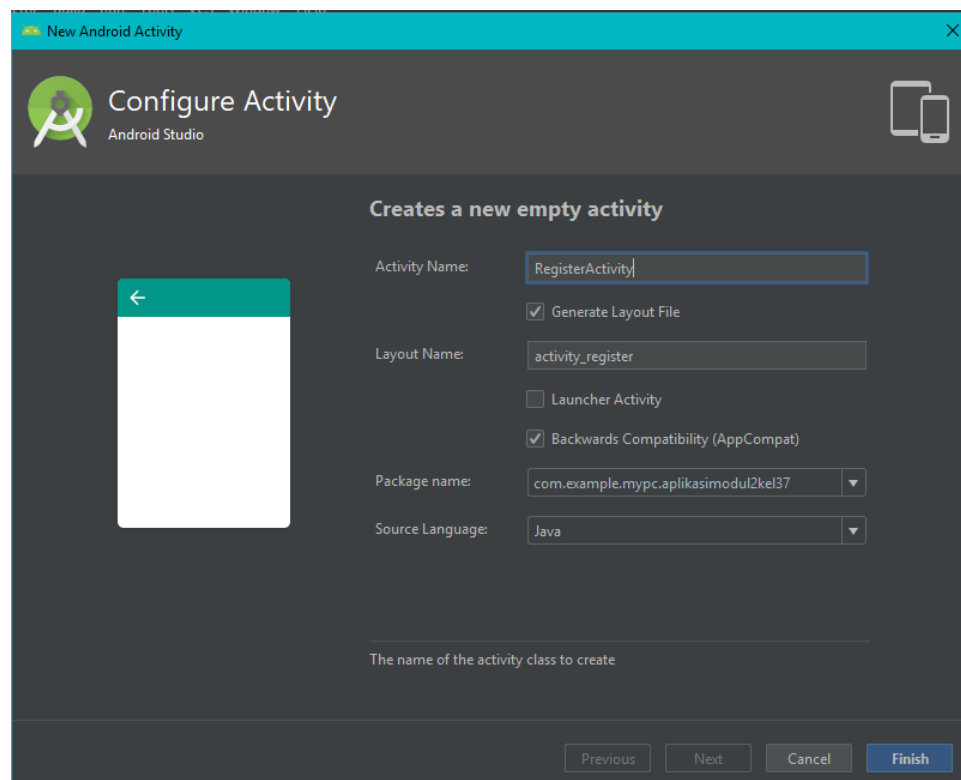 New Android Activity
Configure Activity
Android Studio
Creates a new empty activity
Activity Name:
RegisterActivity
Generate Layout File
Layout Name:
activity_register
Launcher Activity
Backwards Compatibility (AppCompat)
Package name:
com.example.mypc.aplikasimodul2kel37
Source Language:
Java
The name of the activity class to create
Previous
Next
Cancel
Finish